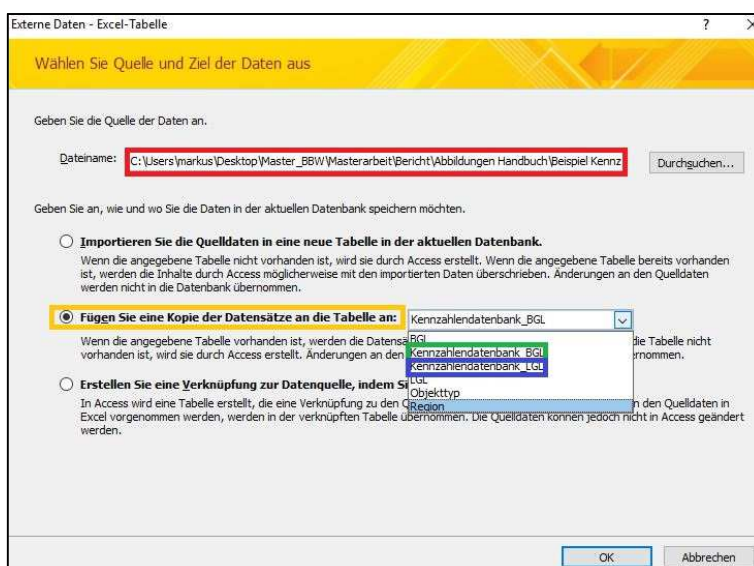 Externe Daten - Excel-Tabelle
?
Wählen Sie Quelle und Ziel der Daten aus
Geben Sie die Quelle der Daten an.
Dateiname: C:\Users\markus\Desktop\Master_BBW\Masterarbeit\Bericht\Abbildungen Handbuch\Beispiel Kennz Durchsuchen...
Geben Sie an, wie und wo Sie die Daten in der aktuellen Datenbank speichern möchten.
Importieren Sie die Quelldaten in eine neue Tabelle in der aktuellen Datenbank.
Wenn die angegebene Tabelle nicht vorhanden ist, wird sie durch Access erstellt. Wenn die angegebene Tabelle bereits vorhanden
ist, werden die Inhalte durch Access möglicherweise mit den importierten Daten überschrieben. Änderungen an den Quelldaten
werden nicht in die Datenbank übernommen.
Fügen Sie eine Kopie der Datensätze an die Tabelle an: Kennzahlendatenbank_BGL
Wenn die angegebene Tabelle vorhanden ist, werden die Datensä BGL die Tabelle nicht
vorhanden ist, wird sie durch Access erstellt. Änderungen an den Kennzahlendatenbank_BGL ernommen.
Kennzahlendatenbank_LGL
Erstellen Sie eine Verknüpfung zur Datenquelle, indem Si LGL
Objekttyp
In Access wird eine Tabelle erstellt, die eine Verknüpfung zu den Q Region n den Quelldaten in
Excel vorgenommen werden, werden in der verknüpften Tabelle übernommen. Die Quelldaten können jedoch nicht in Access geändert
werden.
OK Abbrechen